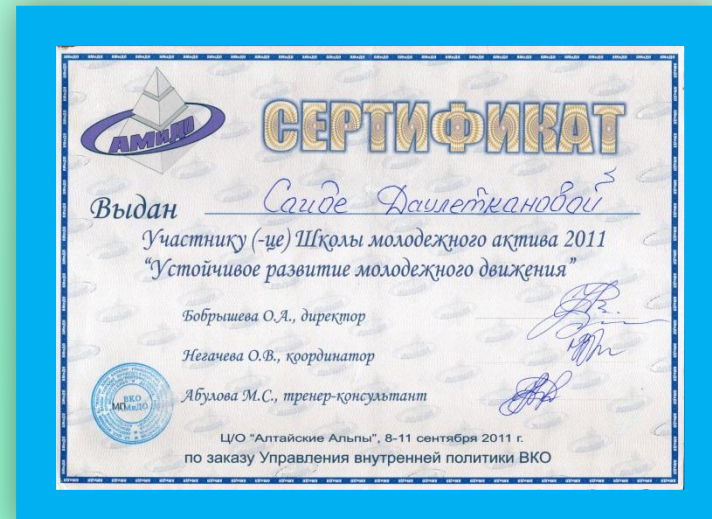 АМиДО
СЕРТИФИКАТ
Выдан Саиде Даулеткановой
Участнику (-це) Школы молодежного актива 2011
"Устойчивое развитие молодежного движения"
Бобрышева О.А., директор
Негачева О.В., координатор
Абулова М.С., тренер-консультант
ВКО
Ц/О "Алтайские Альпы", 8-11 сентября 2011 г.
по заказу Управления внутренней политики ВКО